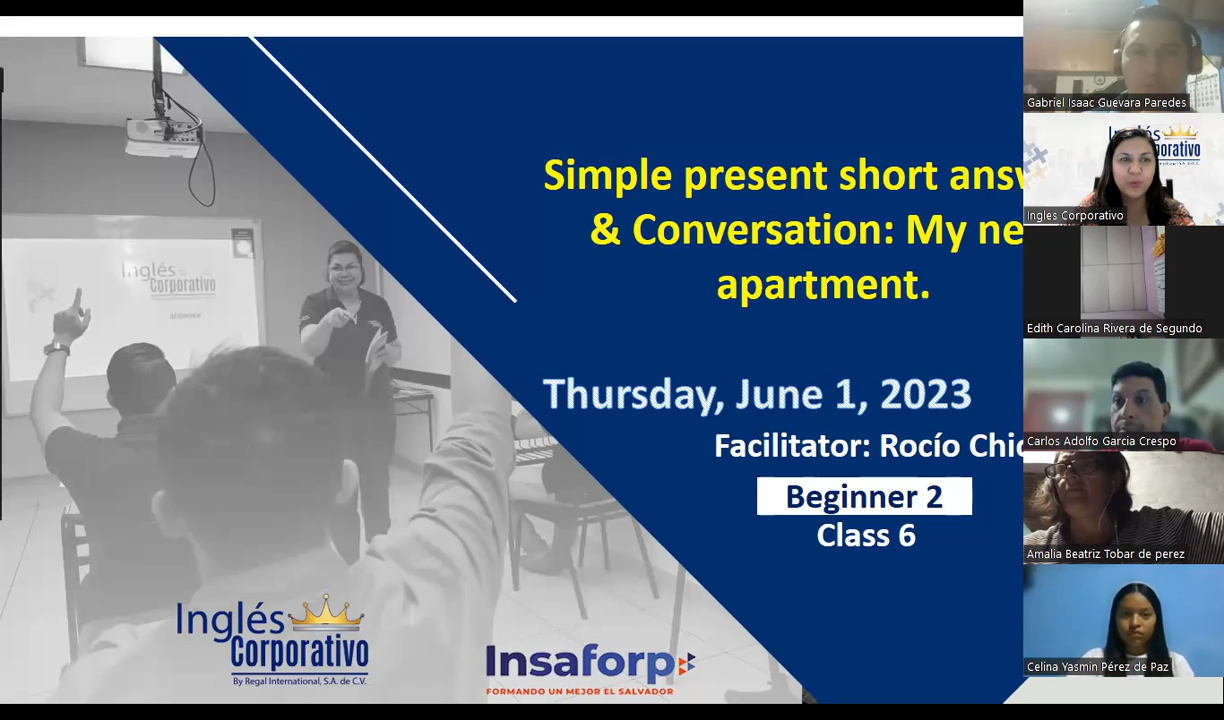 Simple present short answ
& Conversation: My ne
apartment.
Thursday, June 1, 2023
Facilitator: Rocío Chic
Beginner 2
Class 6
Inglés
Corporativo
By Regal International, S.A. de C.V.
Insaforp
FORMANDO UN MEJOR EL SALVADOR
Inglés
Corporativo
Gabriel Isaac Guevara Paredes
Ingles Corporativo
Edith Carolina Rivera de Segundo
Carlos Adolfo Garcia Crespo
Amalia Beatriz Tobar de perez
Celina Yasmin Pérez de Paz